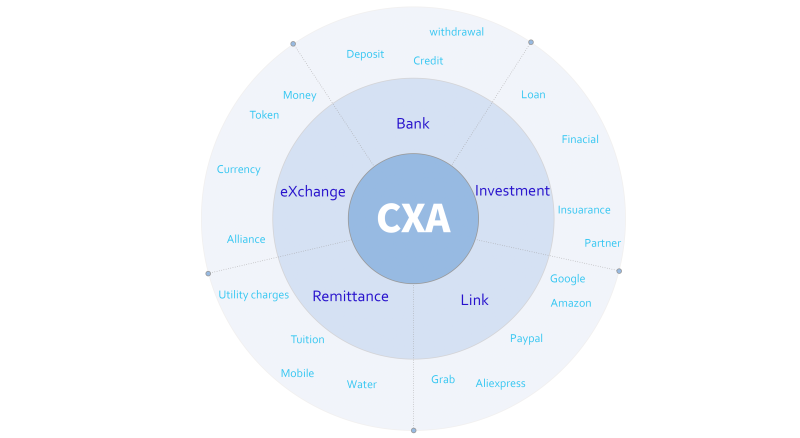 withdrawal
Deposit
Credit
Money
Token
Loan
Bank
Finacial
Currency
eXchange
Investment
CXA
Insuarance
Alliance
Partner
Google
Utility charges
Remittance
Link
Amazon
Tuition
Paypal
Mobile
Water
Grab
Aliexpress